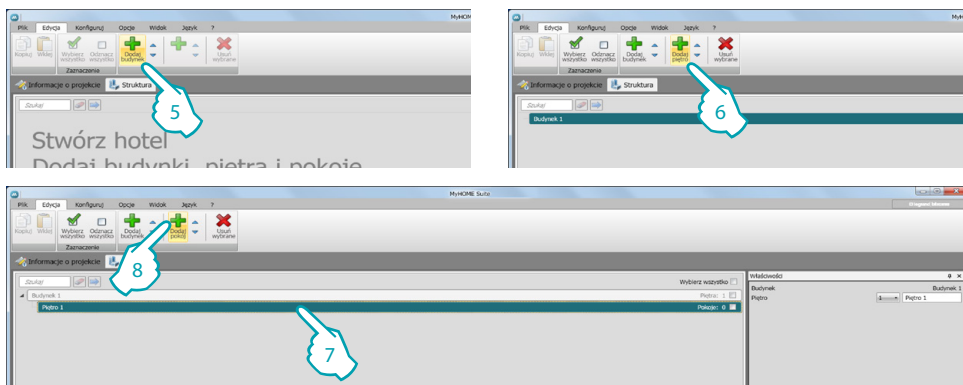 MyHOM
Plik Edycja Konfiguruj Opcje Widok Język ?
Kopiuj Wklej Wybierz wszystko Odznacz wszystko Dodaj budynek Usuń wybrane
Zaznaczenie
Informacje o projekcie Struktura
Szukaj
5
Stwórz hotel
Dodaj budynki, piętra i pokoje
MyH
Plik Edycja Konfiguruj Opcje Widok Język ?
Kopiuj Wklej Wybierz wszystko Odznacz wszystko Dodaj budynek Dodaj piętro Usuń wybrane
Zaznaczenie
Informacje o projekcie Struktura
Szukaj
Budynek 1
6
MyHOME Suite
Plik Edycja Konfiguruj Opcje Widok Język ?
Kopiuj Wklej Wybierz wszystko Odznacz wszystko Dodaj budynek Dodaj pokój Usuń wybrane
Zaznaczenie
Informacje o projekcie
8
Szukaj Wybierz wszystko
Budynek 1 Piętra: 1
Piętro 1 Pokoje: 0
7
Właściwości
Budynek Budynek 1
Piętro 1 Piętro 1